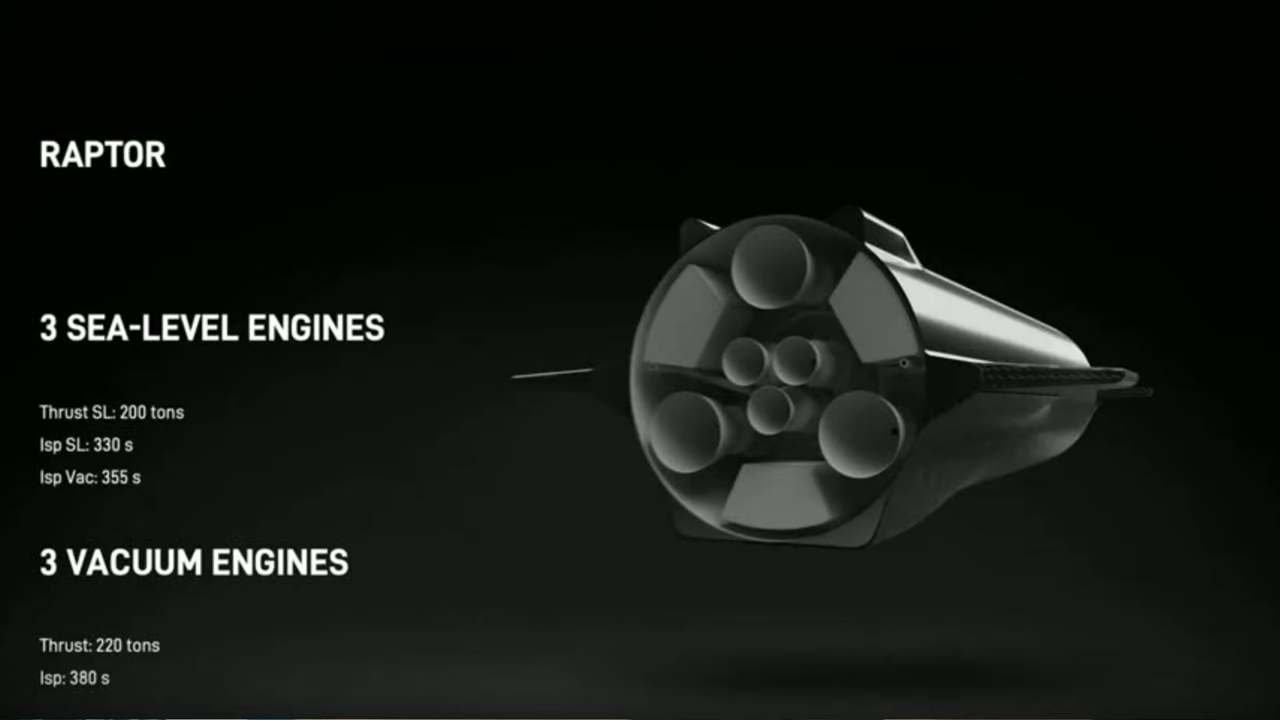 RAPTOR
3 SEA-LEVEL ENGINES
Thrust SL: 200 tons
Isp SL: 330 s
Isp Vac: 355 s
3 VACUUM ENGINES
Thrust: 220 tons
Isp: 380 s